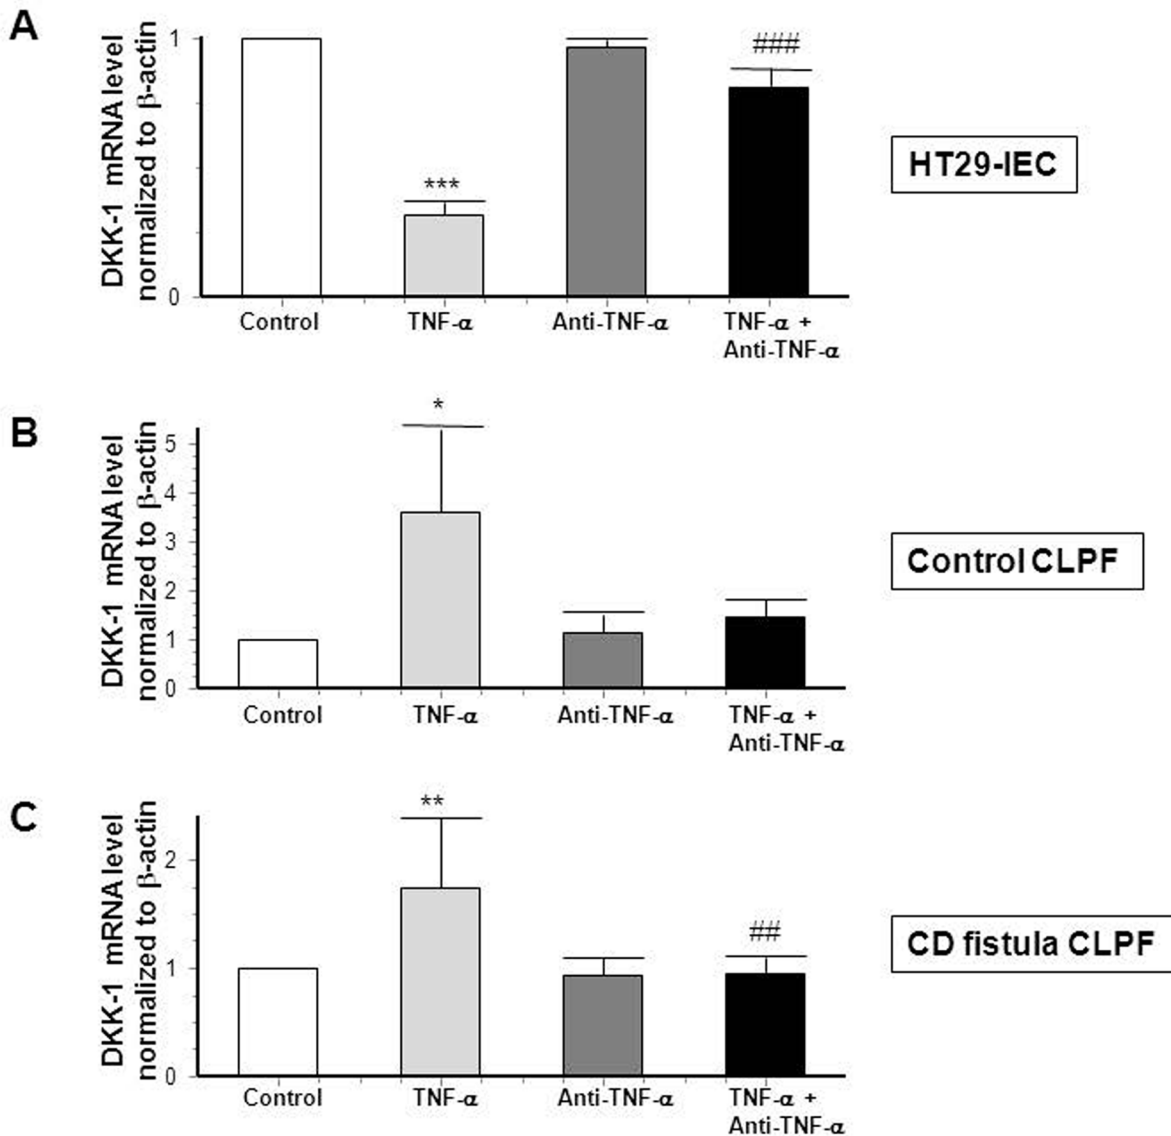 A
DKK-1 mRNA level
normalized to β-actin
1
0
***
###
Control
TNF-α
Anti-TNF-α
TNF-α +
Anti-TNF-α
HT29-IEC
B
DKK-1 mRNA level
normalized to β-actin
5
4
3
2
1
0
*
Control
TNF-α
Anti-TNF-α
TNF-α +
Anti-TNF-α
Control CLPF
C
DKK-1 mRNA level
normalized to β-actin
2
1
0
**
##
Control
TNF-α
Anti-TNF-α
TNF-α +
Anti-TNF-α
CD fistula CLPF